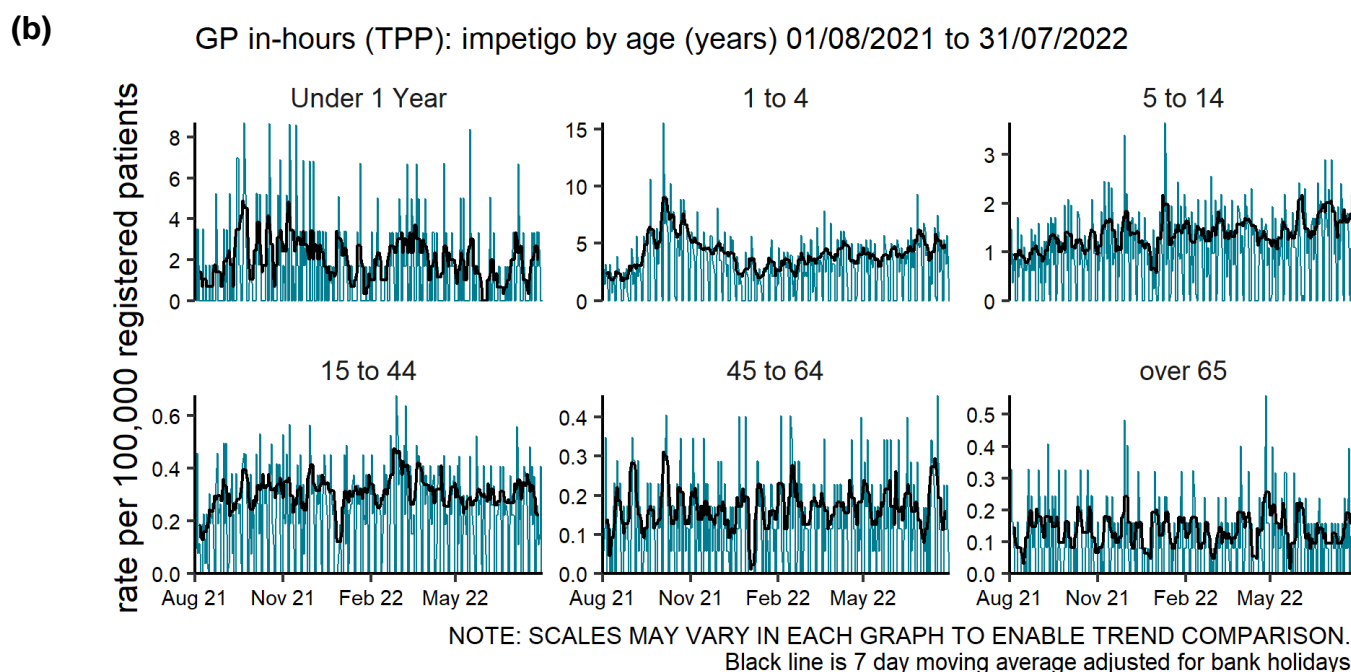 (b)
GP in-hours (TPP): impetigo by age (years) 01/08/2021 to 31/07/2022
rate per 100,000 registered patients
Under 1 Year
8
6
4
2
0
1 to 4
15
10
5
0
5 to 14
3
2
1
0
15 to 44
0.6
0.4
0.2
0.0
Aug 21 Nov 21 Feb 22 May 22
45 to 64
0.4
0.3
0.2
0.1
0.0
Aug 21 Nov 21 Feb 22 May 22
over 65
0.5
0.4
0.3
0.2
0.1
0.0
Aug 21 Nov 21 Feb 22 May 22
NOTE: SCALES MAY VARY IN EACH GRAPH TO ENABLE TREND COMPARISON.
Black line is 7 day moving average adjusted for bank holidays